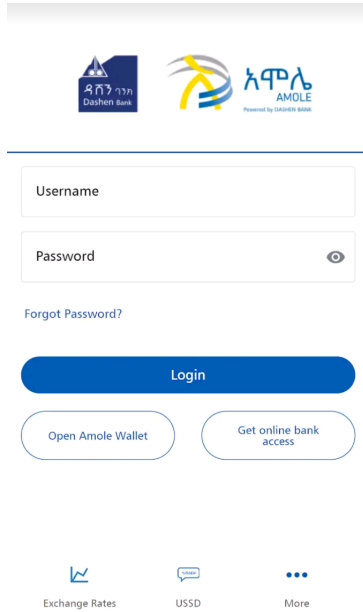 ዳሸን ባንክ
Dashen Bank
አሞሌ
AMOLE
Powered by DASHEN BANK
Username
Password
Forgot Password?
Login
Open Amole Wallet
Get online bank
access
Exchange Rates
USSD
More